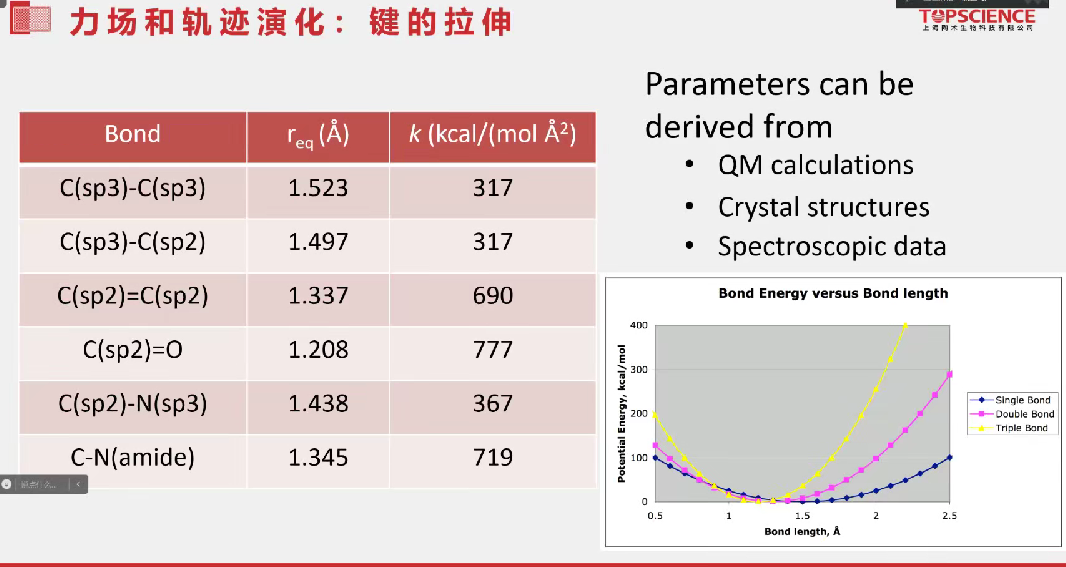 力场和轨迹演化：键的拉伸
TOPSCIENCE
上海陶术生物科技有限公司
Parameters can be
derived from
• QM calculations
• Crystal structures
• Spectroscopic data
Bond r_eq (Å) k (kcal/(mol Å²)
C(sp3)-C(sp3) 1.523 317
C(sp3)-C(sp2) 1.497 317
C(sp2)=C(sp2) 1.337 690
C(sp2)=O 1.208 777
C(sp2)-N(sp3) 1.438 367
C-N(amide) 1.345 719
Bond Energy versus Bond length
Potential Energy, kcal/mol
400
300
200
100
0
0.5 1 1.5 2 2.5
Bond length, Å
Single Bond
Double Bond
Triple Bond